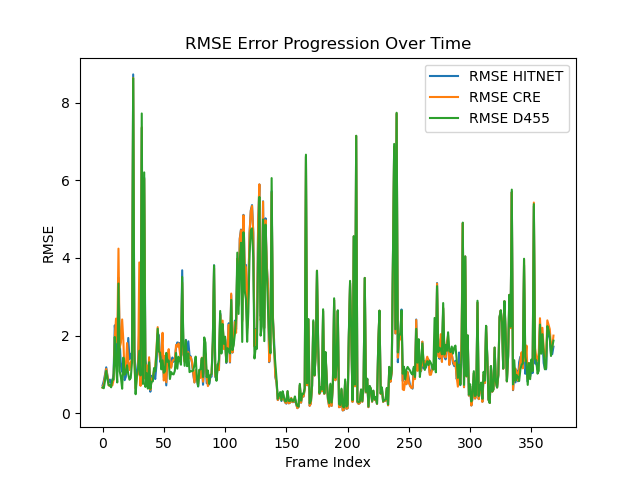 RMSE Error Progression Over Time
RMSE HITNET
RMSE CRE
RMSE D455
RMSE
8
6
4
2
0
0 50 100 150 200 250 300 350
Frame Index